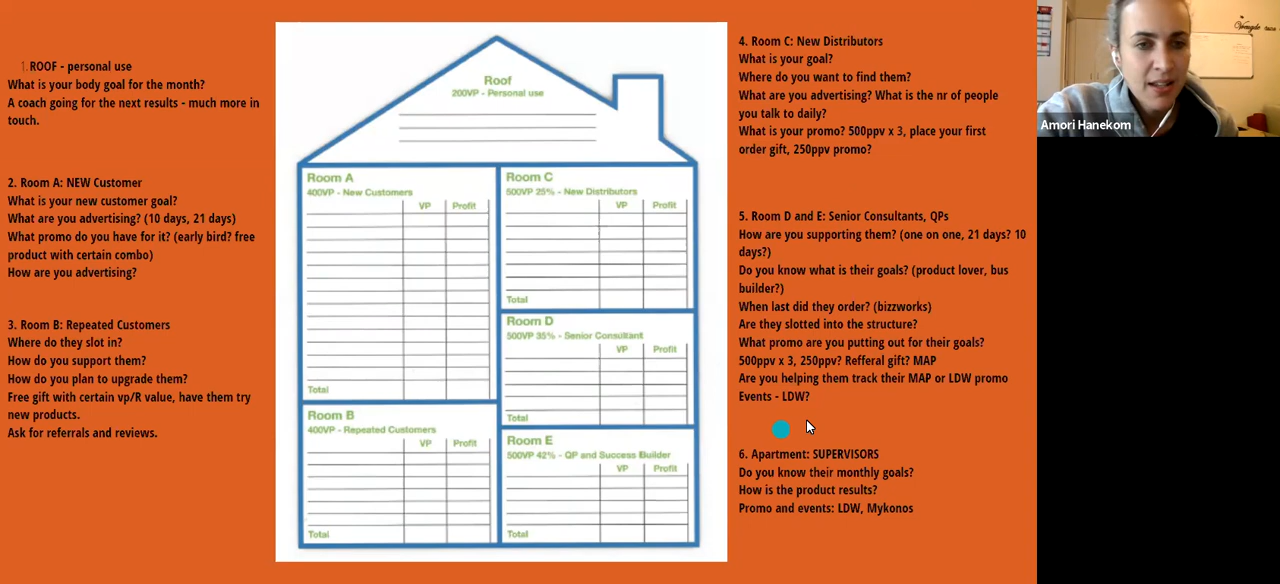 1. ROOF - personal use
What is your body goal for the month?
A coach going for the next results - much more in
touch.
2. Room A: NEW Customer
What is your new customer goal?
What are you advertising? (10 days, 21 days)
What promo do you have for it? (early bird? free
product with certain combo)
How are you advertising?
3. Room B: Repeated Customers
Where do they slot in?
How do you support them?
How do you plan to upgrade them?
Free gift with certain vp/R value, have them try
new products.
Ask for referrals and reviews.
Roof
200VP - Personal use
Room A
400VP - New Customers
VP Profit
Total
Room B
400VP - Repeated Customers
VP Profit
Total
Room C
500VP 25% - New Distributors
VP Profit
Total
Room D
500VP 35% - Senior Consultant
VP Profit
Total
Room E
500VP 42% - QP and Success Builder
VP Profit
Total
4. Room C: New Distributors
What is your goal?
Where do you want to find them?
What are you advertising? What is the nr of people
you talk to daily?
What is your promo? 500ppv x 3, place your first
order gift, 250ppv promo?
5. Room D and E: Senior Consultants, QPs
How are you supporting them? (one on one, 21 days? 10
days?)
Do you know what is their goals? (product lover, bus
builder?)
When last did they order? (bizzworks)
Are they slotted into the structure?
What promo are you putting out for their goals?
500ppv x 3, 250ppv? Refferal gift? MAP
Are you helping them track their MAP or LDW promo
Events - LDW?
6. Apartment: SUPERVISORS
Do you know their monthly goals?
How is the product results?
Promo and events: LDW, Mykonos
Amori Hanekom